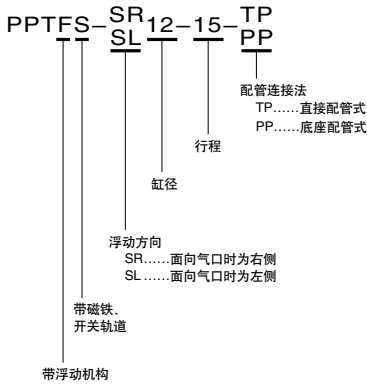 PPTFS-SR12-15-TP
SL PP
配管连接法
TP……直接配管式
PP……底座配管式
行程
缸径
浮动方向
SR……面向气口时为右侧
SL……面向气口时为左侧
带磁铁、
开关轨道
带浮动机构